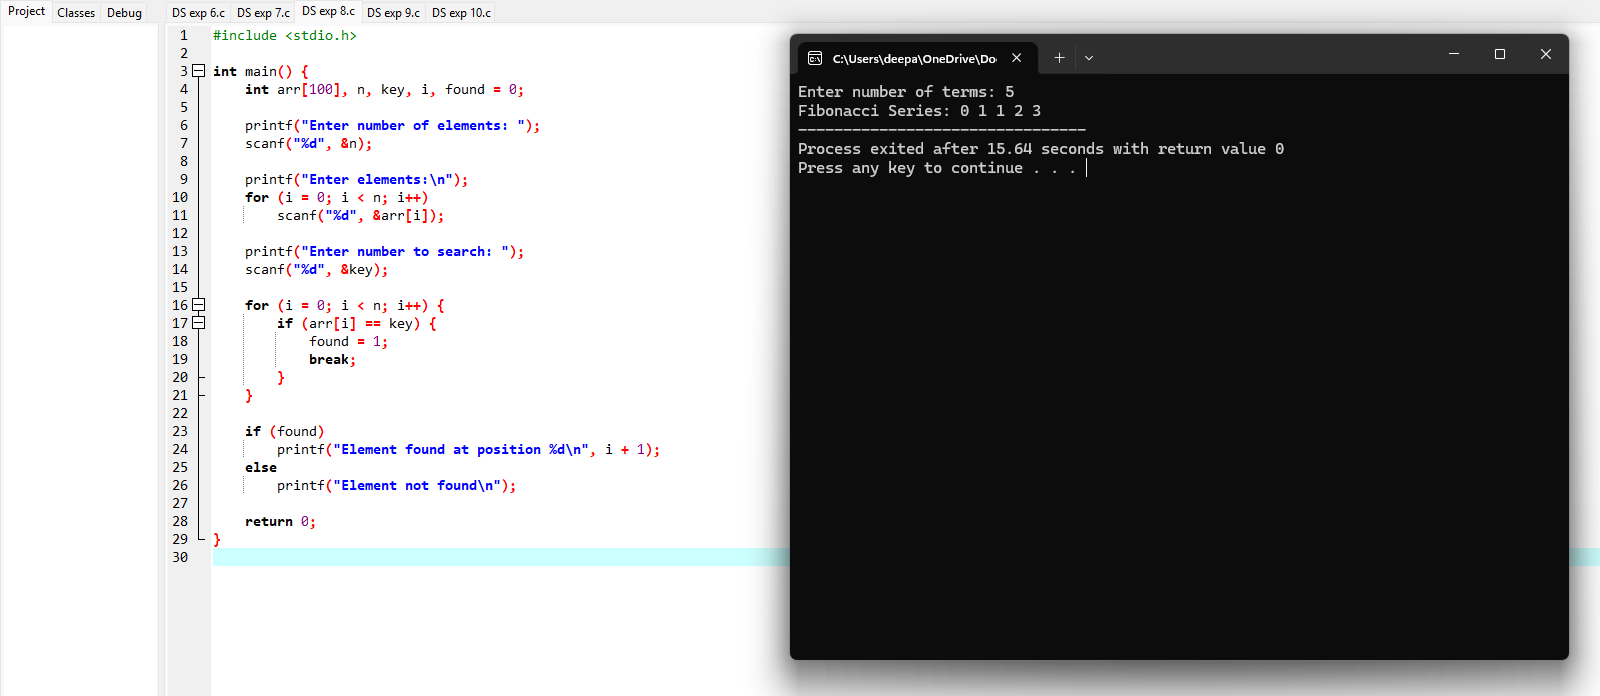 Project Classes Debug DS exp 6.c DS exp 7.c DS exp 8.c DS exp 9.c DS exp 10.c
1 #include <stdio.h>
2
3 int main() {
4 int arr[100], n, key, i, found = 0;
5
6 printf("Enter number of elements: ");
7 scanf("%d", &n);
8
9 printf("Enter elements:\n");
10 for (i = 0; i < n; i++)
11 scanf("%d", &arr[i]);
12
13 printf("Enter number to search: ");
14 scanf("%d", &key);
15
16 for (i = 0; i < n; i++) {
17 if (arr[i] == key) {
18 found = 1;
19 break;
20 }
21 }
22
23 if (found)
24 printf("Element found at position %d\n", i + 1);
25 else
26 printf("Element not found\n");
27
28 return 0;
29 }
30
C:\Users\deepa\OneDrive\Do
Enter number of terms: 5
Fibonacci Series: 0 1 1 2 3
--------------------------------
Process exited after 15.64 seconds with return value 0
Press any key to continue . . .